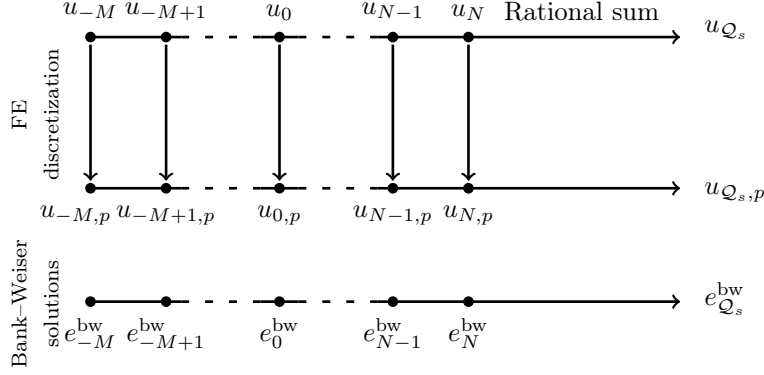 u_{-M} u_{-M+1} u_0 u_{N-1} u_N Rational sum u_{\mathcal{Q}_s}
FE
discretization
u_{\mathcal{Q}_s,p}
u_{-M,p} u_{-M+1,p} u_{0,p} u_{N-1,p} u_{N,p}
Bank–Weiser
solutions
e^{bw}_{\mathcal{Q}_s}
e^{bw}_{-M} e^{bw}_{-M+1} e^{bw}_0 e^{bw}_{N-1} e^{bw}_N